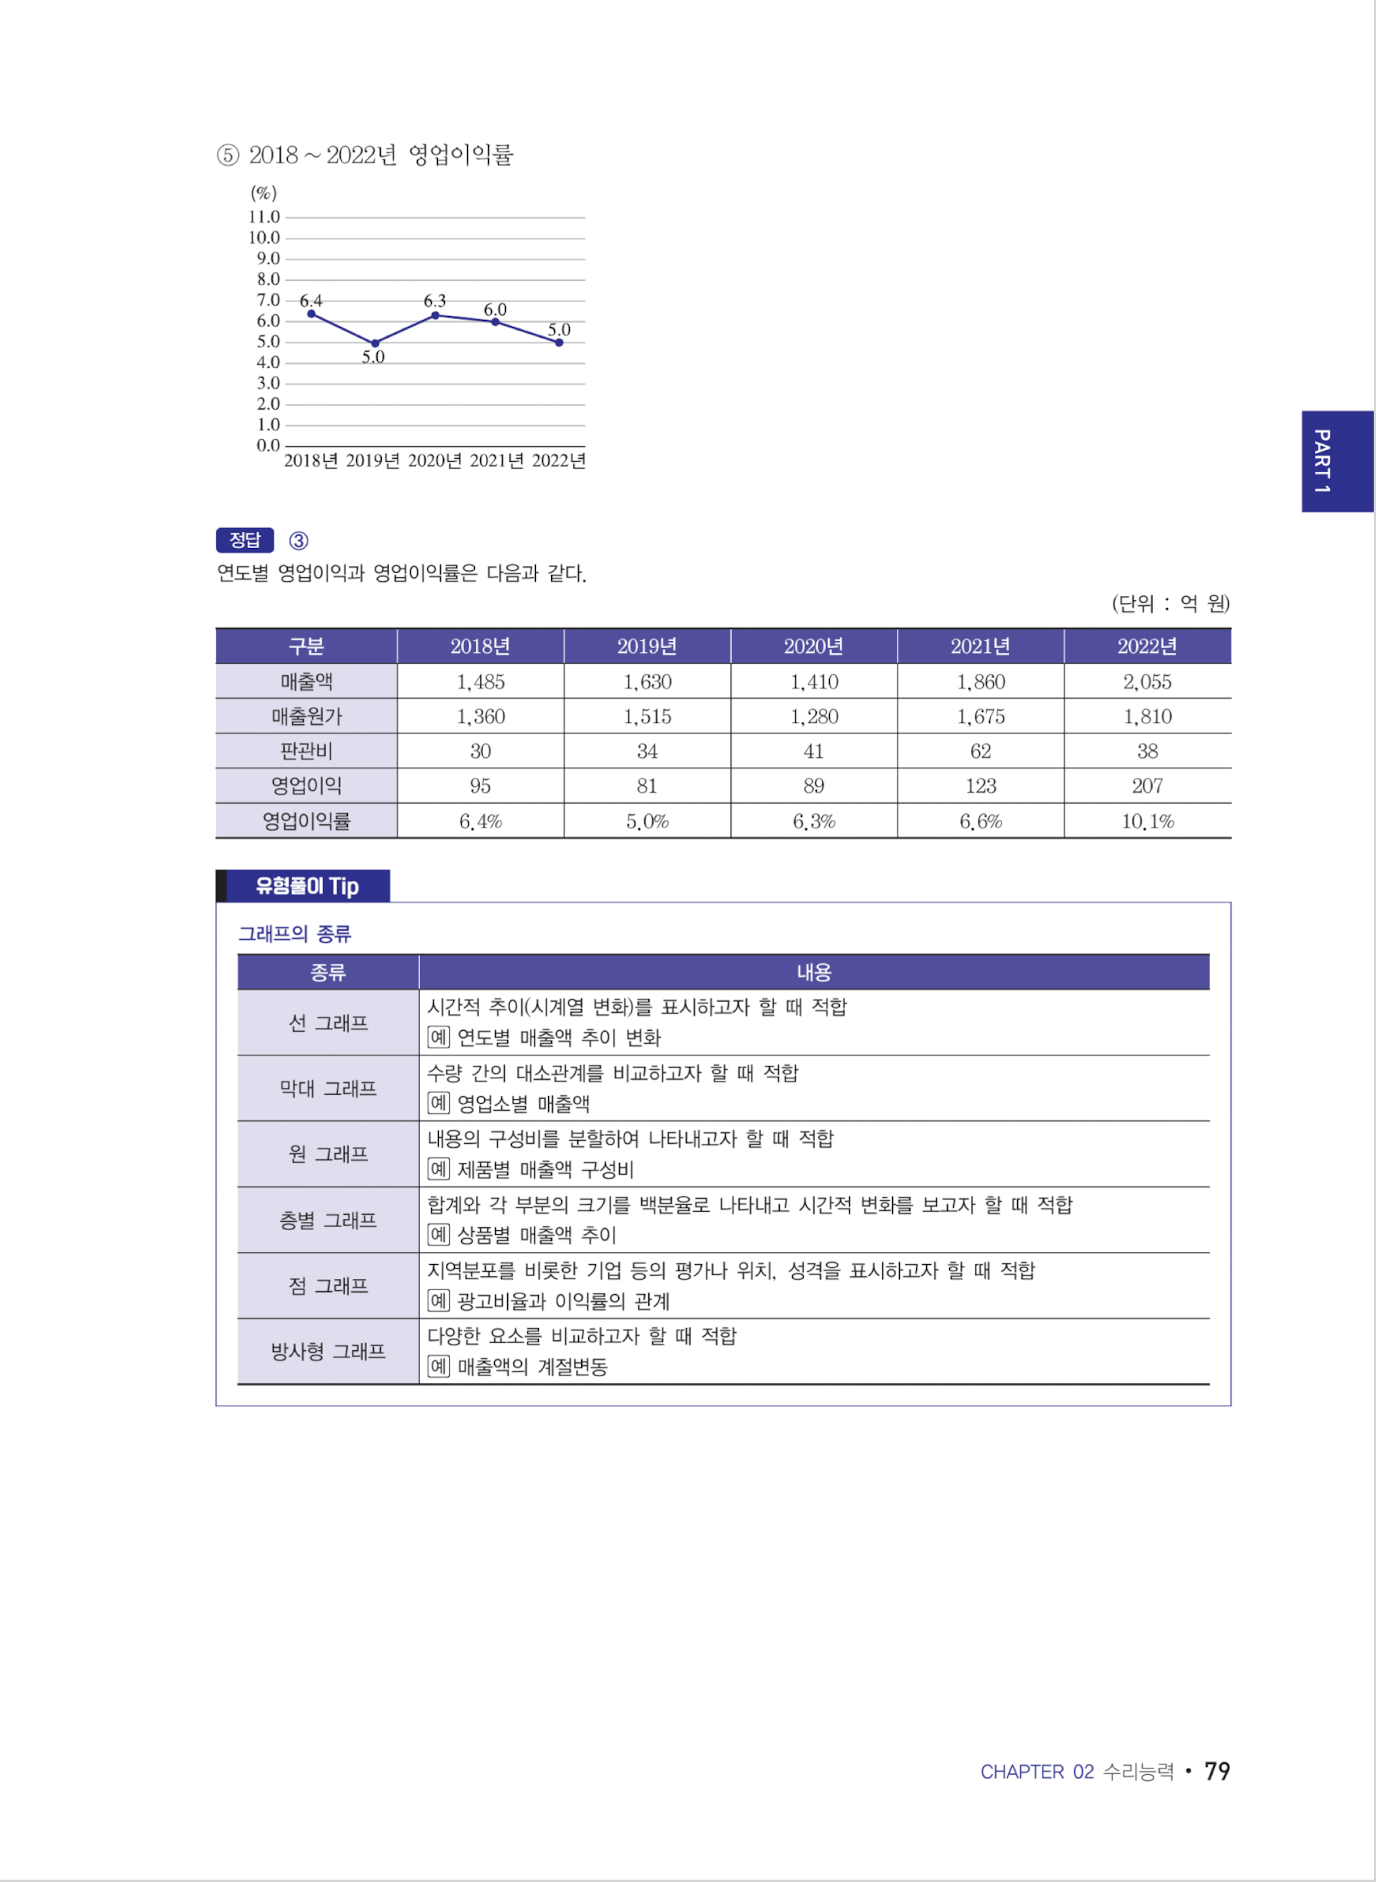 ⑤ 2018 ~ 2022년 영업이익률
(%)
11.0
10.0
9.0
8.0
7.0
6.0
5.0
4.0
3.0
2.0
1.0
0.0
6.4
5.0
6.3
6.0
5.0
2018년 2019년 2020년 2021년 2022년
PART 1
정답 ③
연도별 영업이익과 영업이익률은 다음과 같다.
(단위 : 억 원)
구분 2018년 2019년 2020년 2021년 2022년
매출액 1,485 1,630 1,410 1,860 2,055
매출원가 1,360 1,515 1,280 1,675 1,810
판관비 30 34 41 62 38
영업이익 95 81 89 123 207
영업이익률 6.4% 5.0% 6.3% 6.6% 10.1%
유형풀이 Tip
그래프의 종류
종류 내용
선 그래프
시간적 추이(시계열 변화)를 표시하고자 할 때 적합
예 연도별 매출액 추이 변화
막대 그래프
수량 간의 대소관계를 비교하고자 할 때 적합
예 영업소별 매출액
원 그래프
내용의 구성비를 분할하여 나타내고자 할 때 적합
예 제품별 매출액 구성비
층별 그래프
합계와 각 부분의 크기를 백분율로 나타내고 시간적 변화를 보고자 할 때 적합
예 상품별 매출액 추이
점 그래프
지역분포를 비롯한 기업 등의 평가나 위치, 성격을 표시하고자 할 때 적합
예 광고비율과 이익률의 관계
방사형 그래프
다양한 요소를 비교하고자 할 때 적합
예 매출액의 계절변동
CHAPTER 02 수리능력 • 79